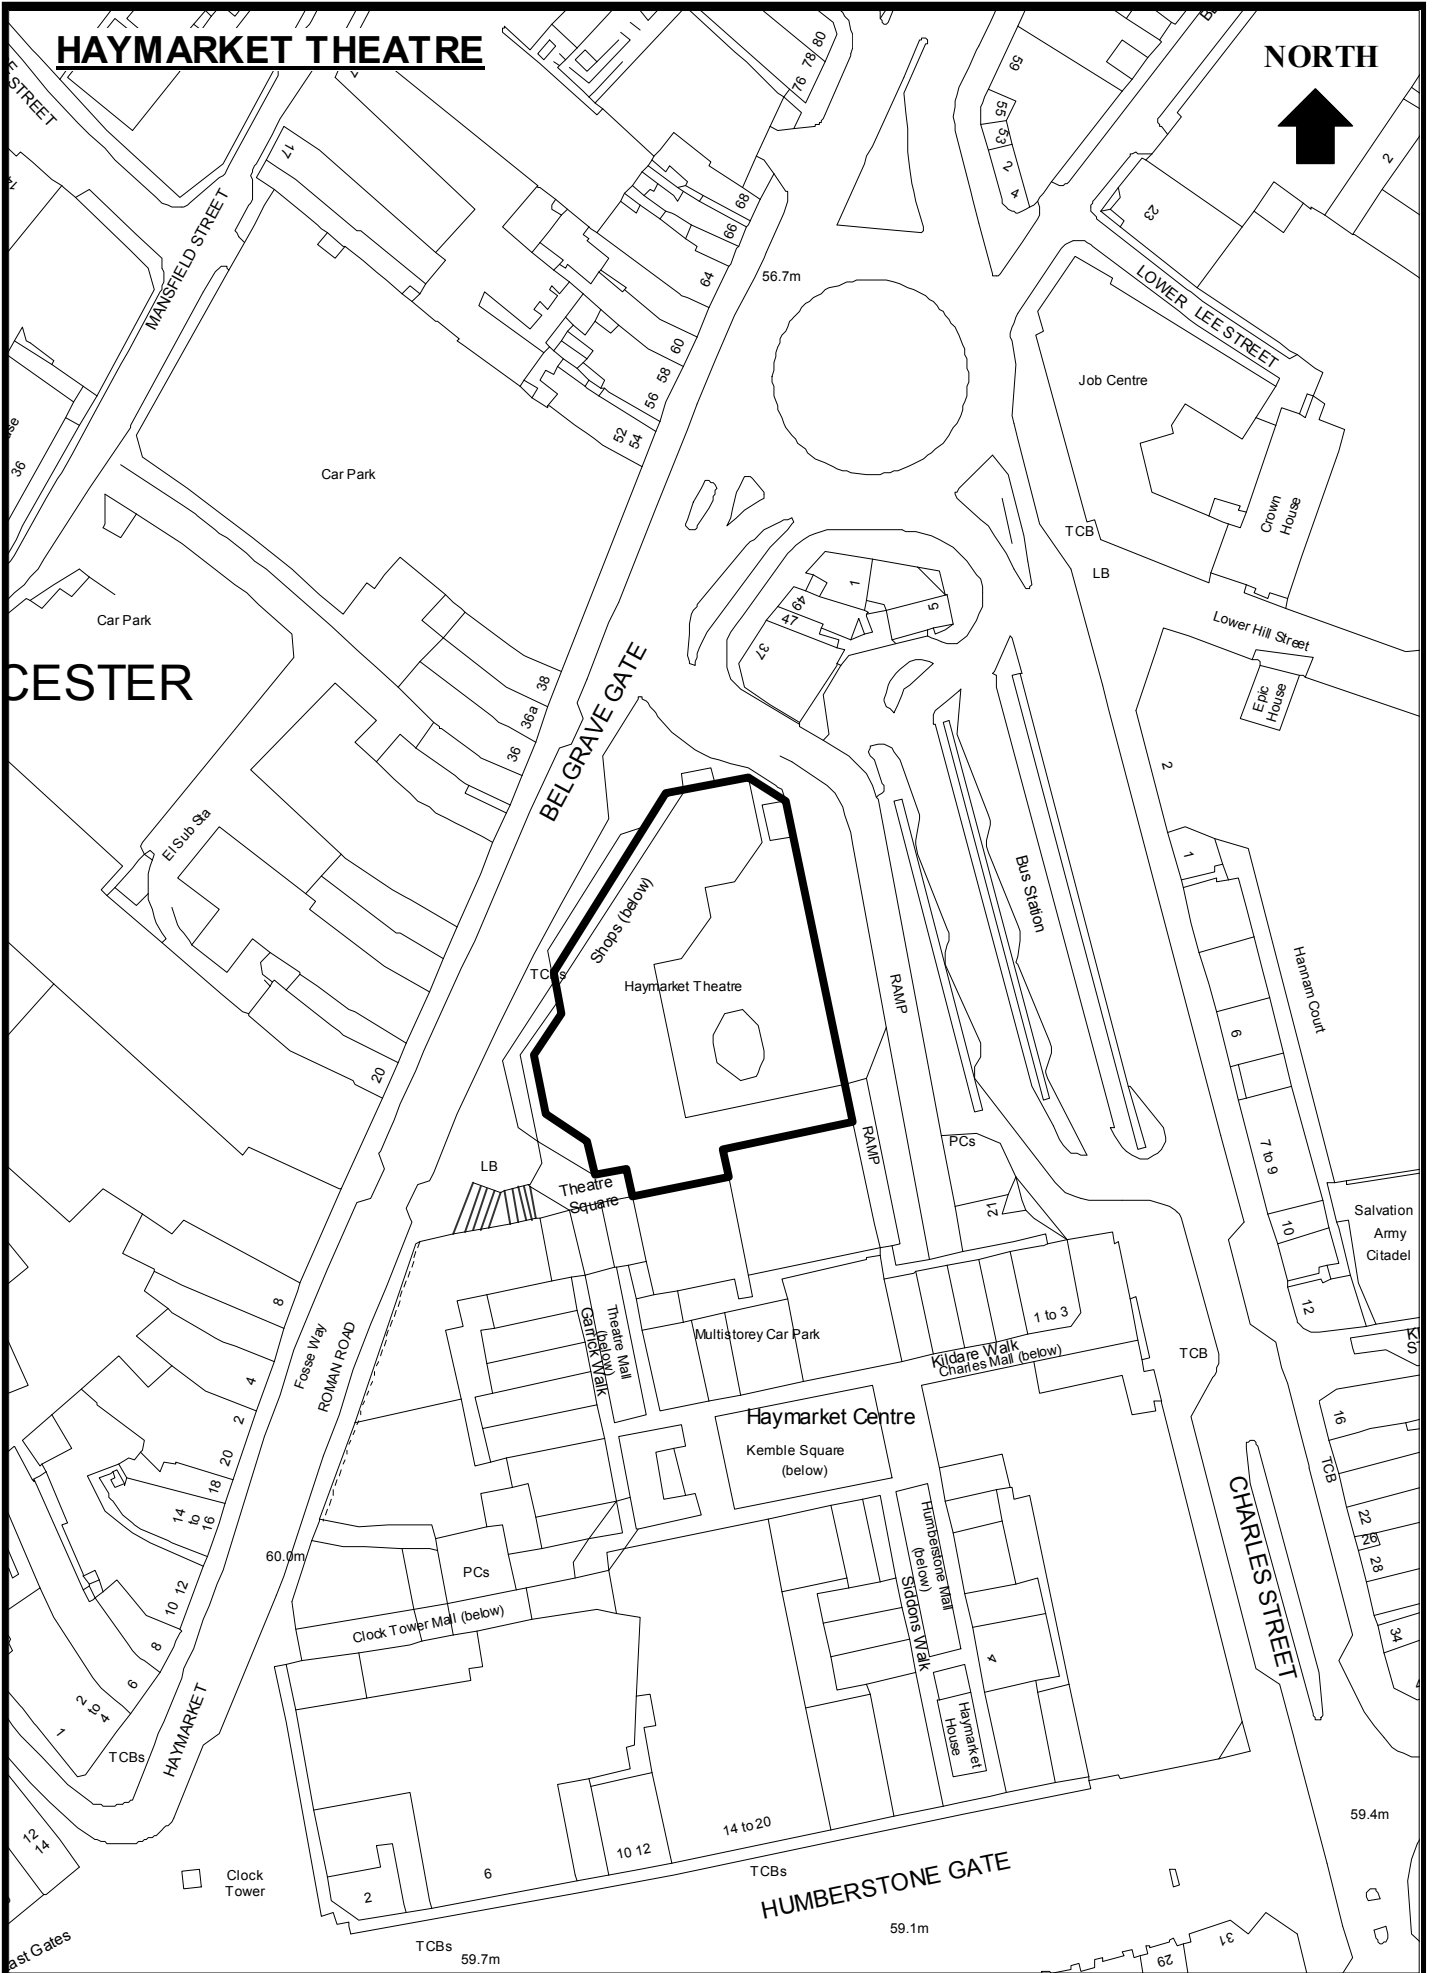 HAYMARKET THEATRE
NORTH
STREET
MANSFIELD STREET
17
76
78
80
59
55
53
2
4
23
2
68
66
64
60
58
56
54
52
56.7m
LOWER LEE STREET
Job Centre
Crown
House
TCB
LB
Lower Hill Street
Epic
House
36
Car Park
Car Park
CESTER
1
49
47
37
5
38
36a
36
BELGRAVE GATE
El Sub Sta
Shops (below)
TCBs
Haymarket Theatre
RAMP
RAMP
Bus Station
2
1
Hannam Court
6
7 to 9
10
12
Salvation
Army
Citadel
20
LB
Theatre
Square
PCs
21
8
4
2
20
18
14
to
16
10 12
8
6
2
to
4
1
Fosse Way
ROMAN ROAD
Theatre Mall
(below)
Garrick Walk
Multistorey Car Park
1 to 3
Kildare Walk
Charles Mall (below)
TCB
Haymarket Centre
Kemble Square
(below)
Humberstone Mall
(below)
Siddons Walk
4
Haymarket
House
16
TCB
22
26
28
34
CHARLES STREET
60.0m
PCs
Clock Tower Mall (below)
HAYMARKET
TCBs
12
14
Clock
Tower
2
6
10 12
14 to 20
TCBs
HUMBERSTONE GATE
59.4m
59.1m
TCBs
59.7m
29
31
ast Gates